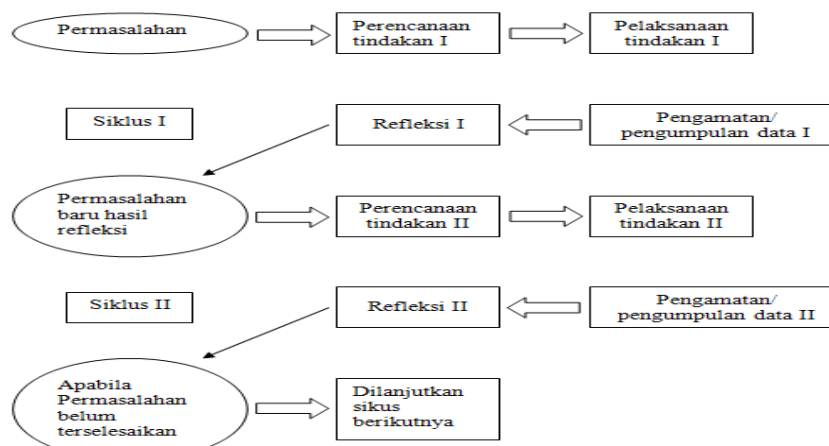 Permasalahan
Perencanaan
tindakan I
Pelaksanaan
tindakan I
Siklus I
Refleksi I
Pengamatan/
pengumpulan data I
Permasalahan
baru hasil
refleksi
Perencanaan
tindakan II
Pelaksanaan
tindakan II
Siklus II
Refleksi II
Pengamatan/
pengumpulan data II
Apabila
Permasalahan
belum
terselesaikan
Dilanjutkan
sikus
berikutnya